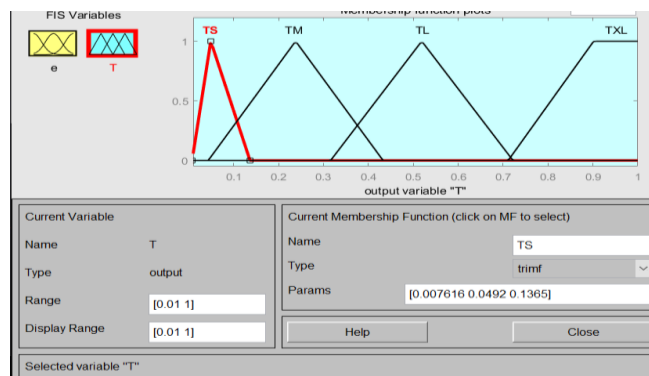 FIS Variables
Membership function plots
e
T
TS
TM
TL
TXL
1
0.5
0
0.1 0.2 0.3 0.4 0.5 0.6 0.7 0.8 0.9 1
output variable "T"
Current Variable
Name T
Type output
Range [0.01 1]
Display Range [0.01 1]
Current Membership Function (click on MF to select)
Name TS
Type trimf
Params [0.007616 0.0492 0.1365]
Help Close
Selected variable "T"